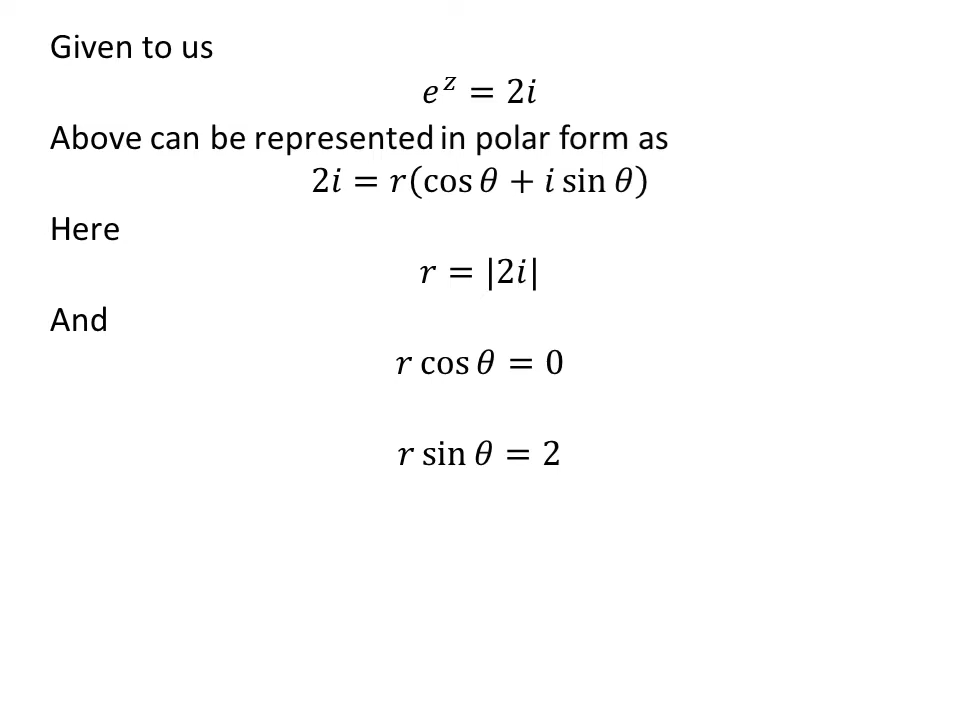 Given to us
e^z = 2i
Above can be represented in polar form as
2i = r(cos θ + i sin θ)
Here
r = |2i|
And
r cos θ = 0
r sin θ = 2